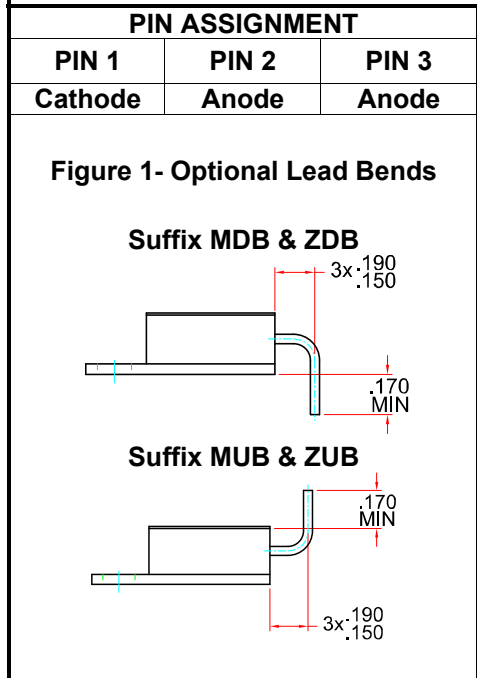 PIN ASSIGNMENT
PIN 1 PIN 2 PIN 3
Cathode Anode Anode
Figure 1- Optional Lead Bends
Suffix MDB & ZDB
3x .190
.150
.170
MIN
Suffix MUB & ZUB
.170
MIN
3x .190
.150